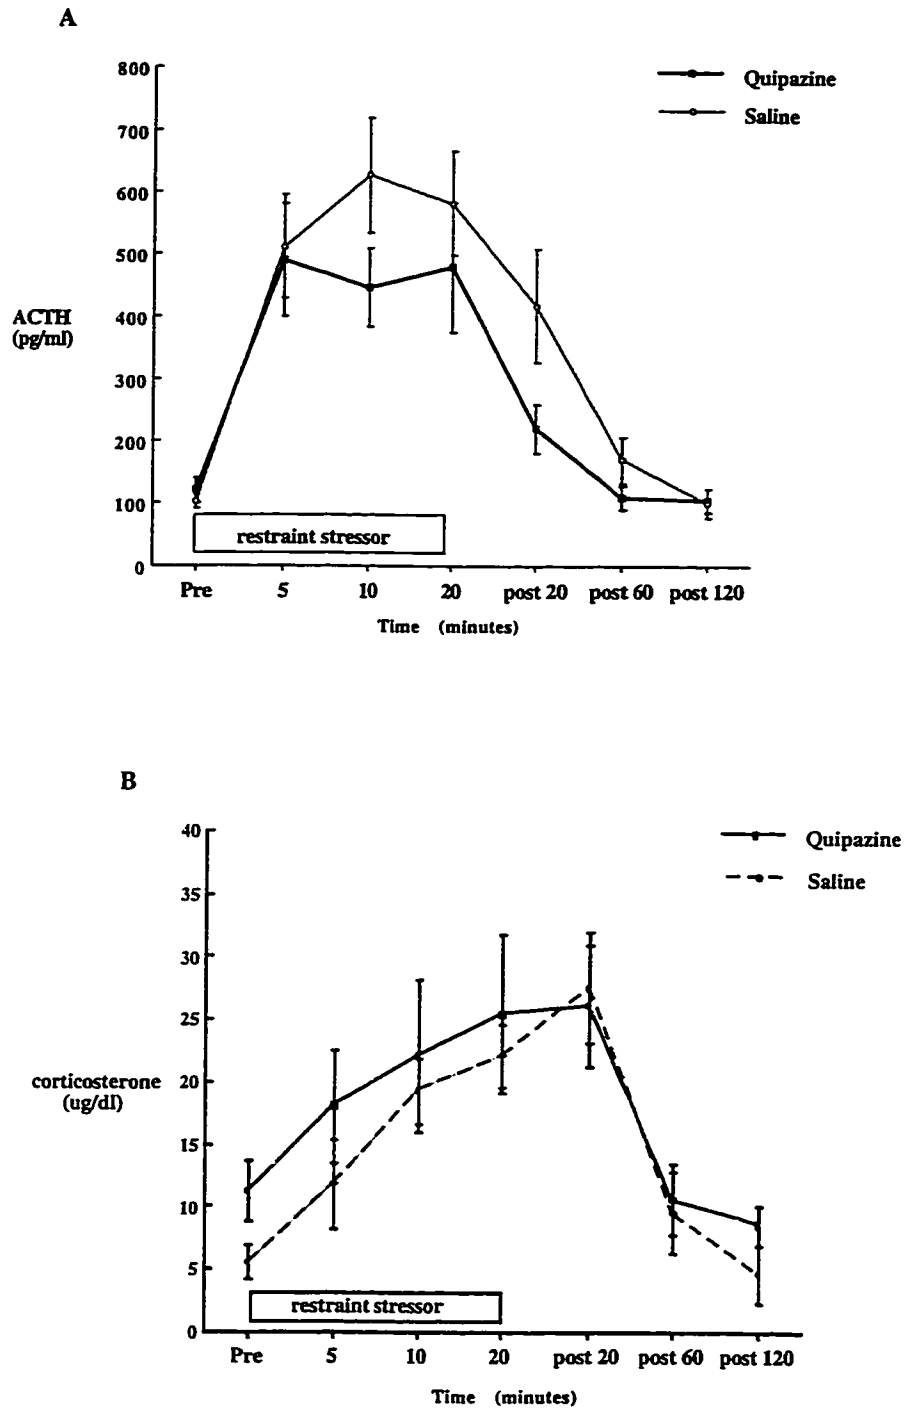 A
800
700
600
500
400
300
200
100
0
ACTH
(pg/ml)
Quipazine
Saline
restraint stressor
Pre 5 10 20 post 20 post 60 post 120
Time (minutes)
B
40
35
30
25
20
15
10
5
0
corticosterone
(ug/dl)
Quipazine
Saline
restraint stressor
Pre 5 10 20 post 20 post 60 post 120
Time (minutes)